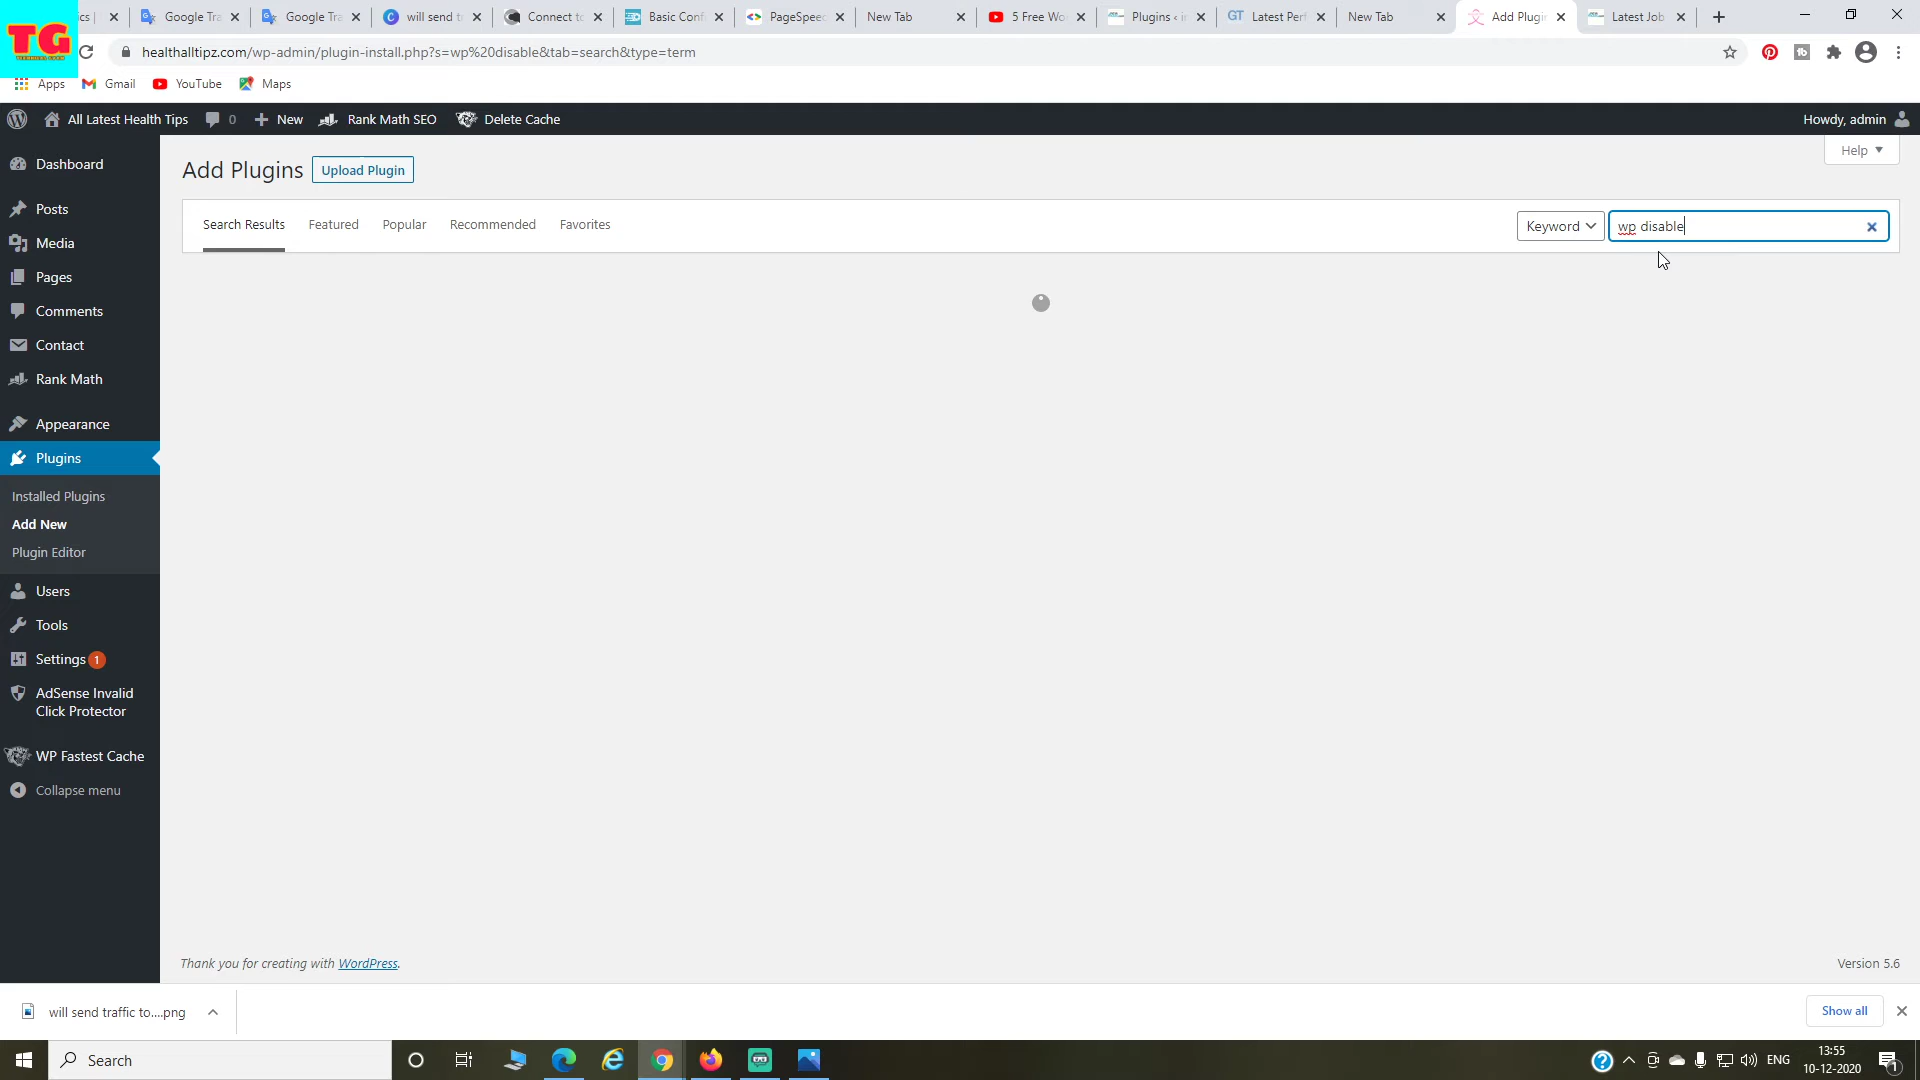 TG
ics
Google Tra
Google Tra
will send t
Connect to
Basic Conf
PageSpeed
New Tab
5 Free Wo
Plugins ‹ in
Latest Perf
New Tab
Add Plugin
Latest Job
healthalltipz.com/wp-admin/plugin-install.php?s=wp%20disable&tab=search&type=term
Apps
Gmail
YouTube
Maps
All Latest Health Tips
0
New
Rank Math SEO
Delete Cache
Howdy, admin
Dashboard
Posts
Media
Pages
Comments
Contact
Rank Math
Appearance
Plugins
Installed Plugins
Add New
Plugin Editor
Users
Tools
Settings 1
AdSense Invalid
Click Protector
WP Fastest Cache
Collapse menu
Add Plugins
Upload Plugin
Help
Search Results
Featured
Popular
Recommended
Favorites
Keyword
wp disable
Thank you for creating with WordPress.
Version 5.6
will send traffic to....png
Show all
Search
ENG
13:55
10-12-2020
1